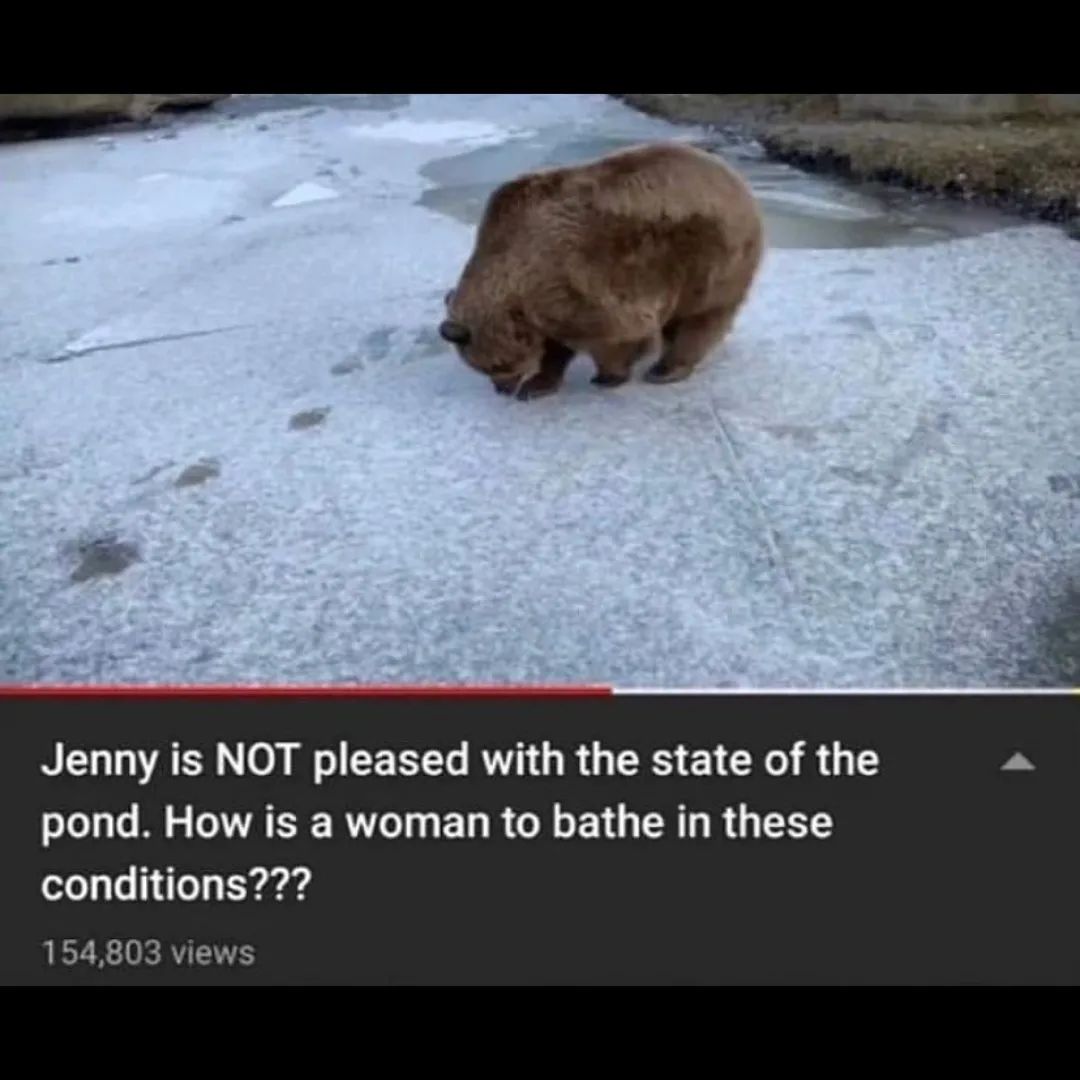 Jenny is NOT pleased with the state of the
pond. How is a woman to bathe in these
conditions???
154,803 views